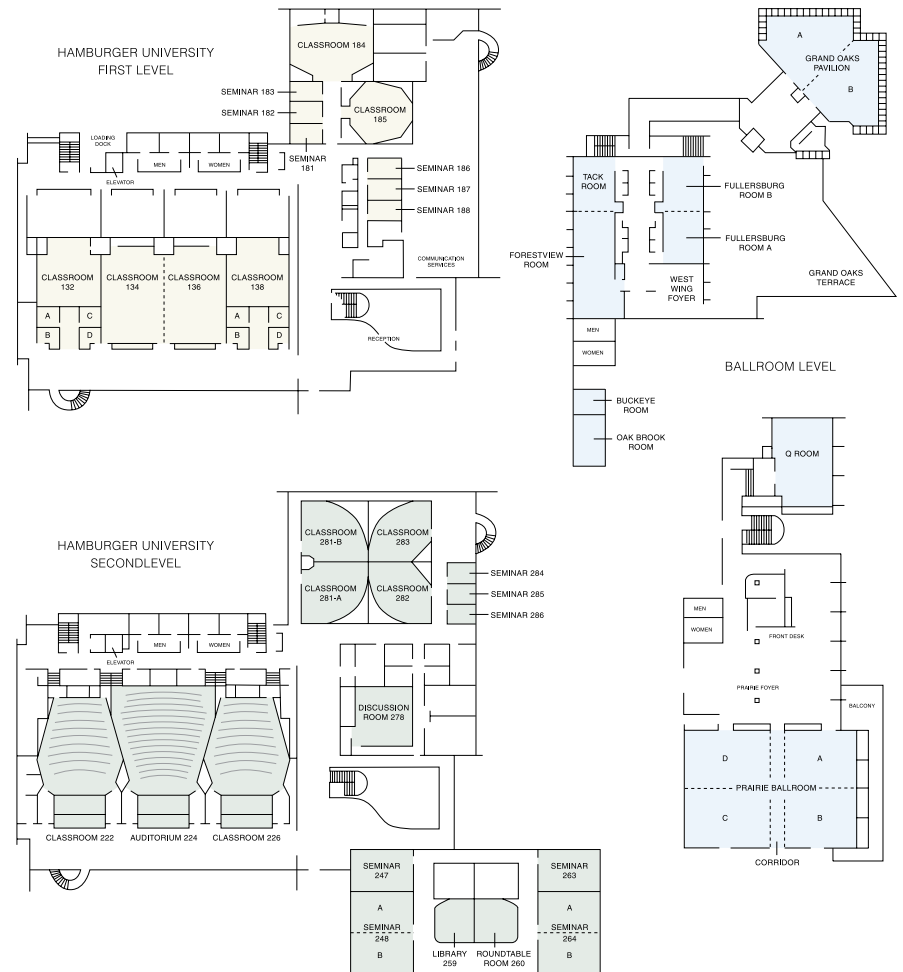 HAMBURGER UNIVERSITY
FIRST LEVEL
CLASSROOM 184
SEMINAR 183
SEMINAR 182
CLASSROOM
185
SEMINAR
181
LOADING
DOCK
MEN
WOMEN
ELEVATOR
SEMINAR 186
SEMINAR 187
SEMINAR 188
COMMUNICATION
SERVICES
CLASSROOM
132
CLASSROOM
134
CLASSROOM
136
CLASSROOM
138
A
C
B
D
A
C
B
D
RECEPTION
A
GRAND OAKS
PAVILION
B
TACK
ROOM
FULLERSBURG
ROOM B
FULLERSBURG
ROOM A
FORESTVIEW
ROOM
WEST
WING
FOYER
GRAND OAKS
TERRACE
MEN
WOMEN
BALLROOM LEVEL
BUCKEYE
ROOM
OAK BROOK
ROOM
Q ROOM
MEN
WOMEN
FRONT DESK
PRAIRIE FOYER
BALCONY
D
A
PRAIRIE BALLROOM
C
B
CORRIDOR
HAMBURGER UNIVERSITY
SECONDLEVEL
CLASSROOM
281-B
CLASSROOM
283
CLASSROOM
281-A
CLASSROOM
282
SEMINAR 284
SEMINAR 285
SEMINAR 286
MEN
WOMEN
ELEVATOR
DISCUSSION
ROOM 278
CLASSROOM 222
AUDITORIUM 224
CLASSROOM 226
SEMINAR
247
SEMINAR
263
A
SEMINAR
248
B
A
SEMINAR
264
B
LIBRARY
259
ROUNDTABLE
ROOM 260